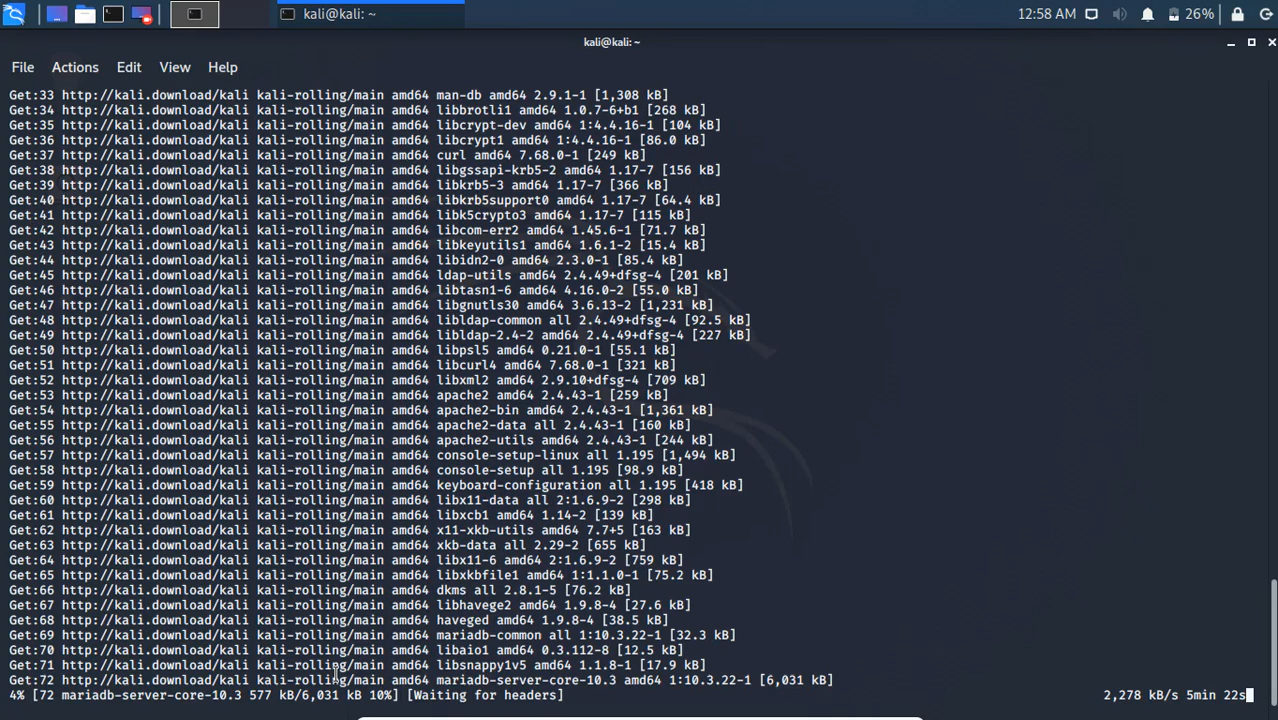 kali@kali: ~
12:58 AM
26%
kali@kali: ~
File Actions Edit View Help
Get:33 http://kali.download/kali kali-rolling/main amd64 man-db amd64 2.9.1-1 [1,308 kB]
Get:34 http://kali.download/kali kali-rolling/main amd64 libbrotli1 amd64 1.0.7-6+b1 [268 kB]
Get:35 http://kali.download/kali kali-rolling/main amd64 libcrypt-dev amd64 1:4.4.16-1 [104 kB]
Get:36 http://kali.download/kali kali-rolling/main amd64 libcrypt1 amd64 1:4.4.16-1 [86.0 kB]
Get:37 http://kali.download/kali kali-rolling/main amd64 curl amd64 7.68.0-1 [249 kB]
Get:38 http://kali.download/kali kali-rolling/main amd64 libgssapi-krb5-2 amd64 1.17-7 [156 kB]
Get:39 http://kali.download/kali kali-rolling/main amd64 libkrb5-3 amd64 1.17-7 [366 kB]
Get:40 http://kali.download/kali kali-rolling/main amd64 libkrb5support0 amd64 1.17-7 [64.4 kB]
Get:41 http://kali.download/kali kali-rolling/main amd64 libk5crypto3 amd64 1.17-7 [115 kB]
Get:42 http://kali.download/kali kali-rolling/main amd64 libcom-err2 amd64 1.45.6-1 [71.7 kB]
Get:43 http://kali.download/kali kali-rolling/main amd64 libkeyutils1 amd64 1.6.1-2 [15.4 kB]
Get:44 http://kali.download/kali kali-rolling/main amd64 libidn2-0 amd64 2.3.0-1 [85.4 kB]
Get:45 http://kali.download/kali kali-rolling/main amd64 ldap-utils amd64 2.4.49+dfsg-4 [201 kB]
Get:46 http://kali.download/kali kali-rolling/main amd64 libtasn1-6 amd64 4.16.0-2 [55.0 kB]
Get:47 http://kali.download/kali kali-rolling/main amd64 libgnutls30 amd64 3.6.13-2 [1,231 kB]
Get:48 http://kali.download/kali kali-rolling/main amd64 libldap-common all 2.4.49+dfsg-4 [92.5 kB]
Get:49 http://kali.download/kali kali-rolling/main amd64 libldap-2.4-2 amd64 2.4.49+dfsg-4 [227 kB]
Get:50 http://kali.download/kali kali-rolling/main amd64 libpsl5 amd64 0.21.0-1 [55.1 kB]
Get:51 http://kali.download/kali kali-rolling/main amd64 libcurl4 amd64 7.68.0-1 [321 kB]
Get:52 http://kali.download/kali kali-rolling/main amd64 libxml2 amd64 2.9.10+dfsg-4 [709 kB]
Get:53 http://kali.download/kali kali-rolling/main amd64 apache2 amd64 2.4.43-1 [259 kB]
Get:54 http://kali.download/kali kali-rolling/main amd64 apache2-bin amd64 2.4.43-1 [1,361 kB]
Get:55 http://kali.download/kali kali-rolling/main amd64 apache2-data all 2.4.43-1 [160 kB]
Get:56 http://kali.download/kali kali-rolling/main amd64 apache2-utils amd64 2.4.43-1 [244 kB]
Get:57 http://kali.download/kali kali-rolling/main amd64 console-setup-linux all 1.195 [1,494 kB]
Get:58 http://kali.download/kali kali-rolling/main amd64 console-setup all 1.195 [98.9 kB]
Get:59 http://kali.download/kali kali-rolling/main amd64 keyboard-configuration all 1.195 [418 kB]
Get:60 http://kali.download/kali kali-rolling/main amd64 libx11-data all 2:1.6.9-2 [298 kB]
Get:61 http://kali.download/kali kali-rolling/main amd64 libxcb1 amd64 1.14-2 [139 kB]
Get:62 http://kali.download/kali kali-rolling/main amd64 x11-xkb-utils amd64 7.7+5 [163 kB]
Get:63 http://kali.download/kali kali-rolling/main amd64 xkb-data all 2.29-2 [655 kB]
Get:64 http://kali.download/kali kali-rolling/main amd64 libx11-6 amd64 2:1.6.9-2 [759 kB]
Get:65 http://kali.download/kali kali-rolling/main amd64 libxkbfile1 amd64 1:1.1.0-1 [75.2 kB]
Get:66 http://kali.download/kali kali-rolling/main amd64 dkms all 2.8.1-5 [76.2 kB]
Get:67 http://kali.download/kali kali-rolling/main amd64 libhavege2 amd64 1.9.8-4 [27.6 kB]
Get:68 http://kali.download/kali kali-rolling/main amd64 haveged amd64 1.9.8-4 [38.5 kB]
Get:69 http://kali.download/kali kali-rolling/main amd64 mariadb-common all 1:10.3.22-1 [32.3 kB]
Get:70 http://kali.download/kali kali-rolling/main amd64 libaio1 amd64 0.3.112-8 [12.5 kB]
Get:71 http://kali.download/kali kali-rolling/main amd64 libsnappy1v5 amd64 1.1.8-1 [17.9 kB]
Get:72 http://kali.download/kali kali-rolling/main amd64 mariadb-server-core-10.3 amd64 1:10.3.22-1 [6,031 kB]
4% [72 mariadb-server-core-10.3 577 kB/6,031 kB 10%] [Waiting for headers] 2,278 kB/s 5min 22s